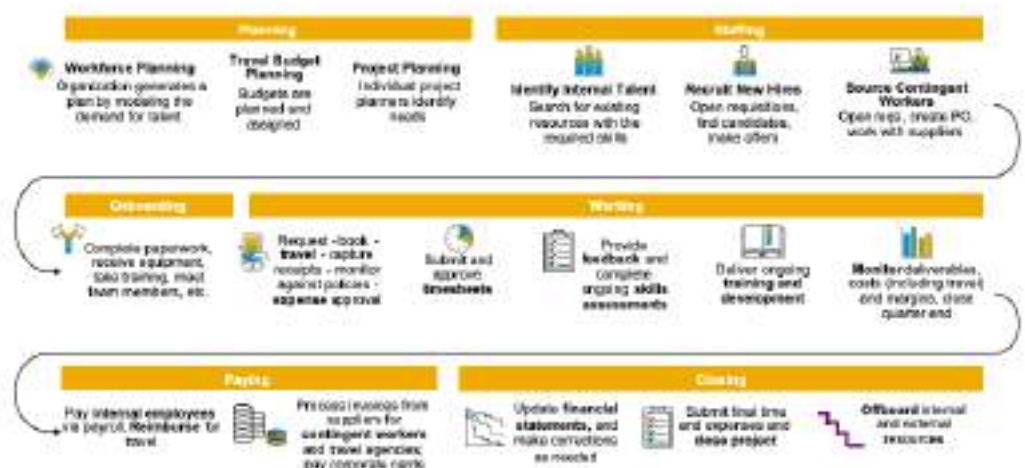 Planning
Staffing
Workforce Planning
Organization generates a
plan by modeling the
demand for talent
Travel Budget
Planning
Budgets are
planned and
assigned
Project Planning
Individual project
planners identify
needs
Identify Internal Talent
Search for existing
resources with the
required skills
Recruit New Hires
Open requisitions,
find candidates,
make offers
Source Contingent
Workers
Open reqs, create PO,
work with suppliers
Onboarding
Working
Complete paperwork,
receive equipment,
take training, meet
team members, etc.
Request - book -
travel - capture
receipts - monitor
against policies -
expense approval
Submit and
approve
timesheets
Provide
feedback and
complete
ongoing skills
assessments
Deliver ongoing
training and
development
Monitor deliverables,
costs (including travel)
and margins, close
quarter end
Paying
Closing
Pay internal employees
via payroll. Reimburse for
travel
Process invoices from
suppliers for
contingent workers
and travel agencies;
pay corporate cards
Update financial
statements, and
make corrections
as needed
Submit final time
and expenses and
close project
Offboard internal
and external
resources